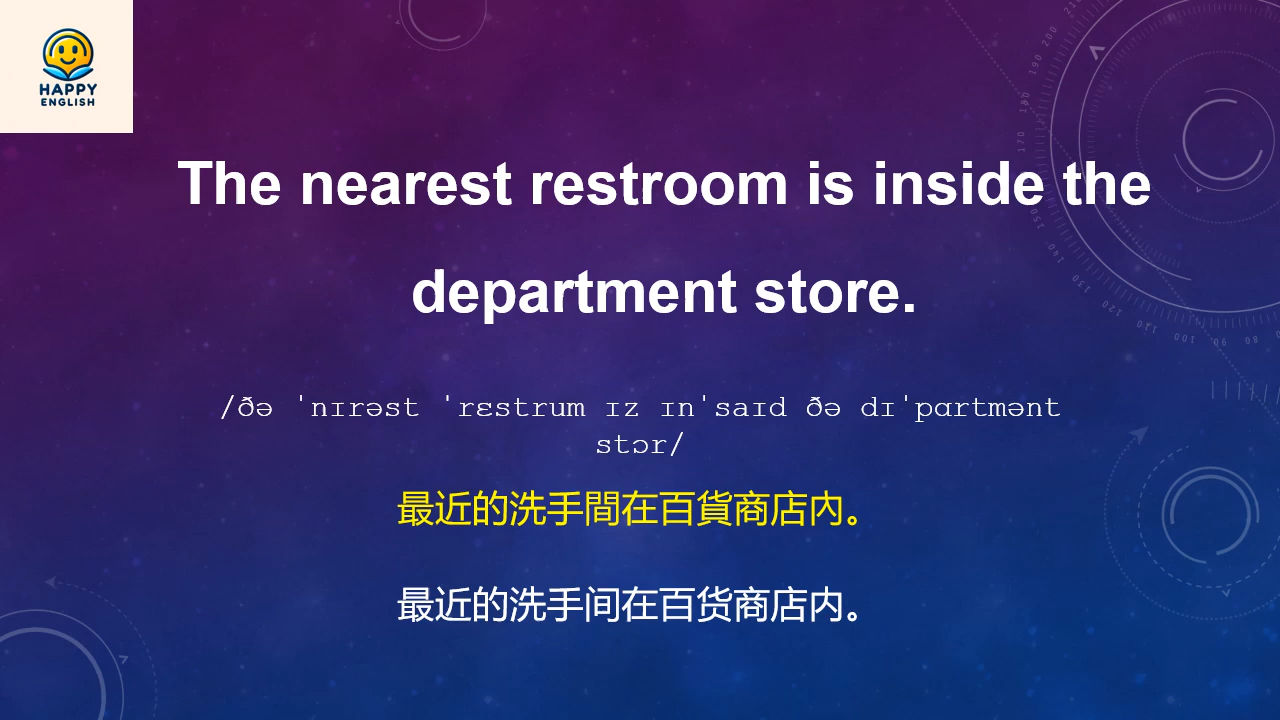 HAPPY
ENGLISH
The nearest restroom is inside the
department store.
/ðə ˈnɪrəst ˈrɛstrum ɪz ɪnˈsaɪd ðə dɪˈpɑrtmənt
stɔr/
最近的洗手間在百貨商店內。
最近的洗手间在百货商店内。